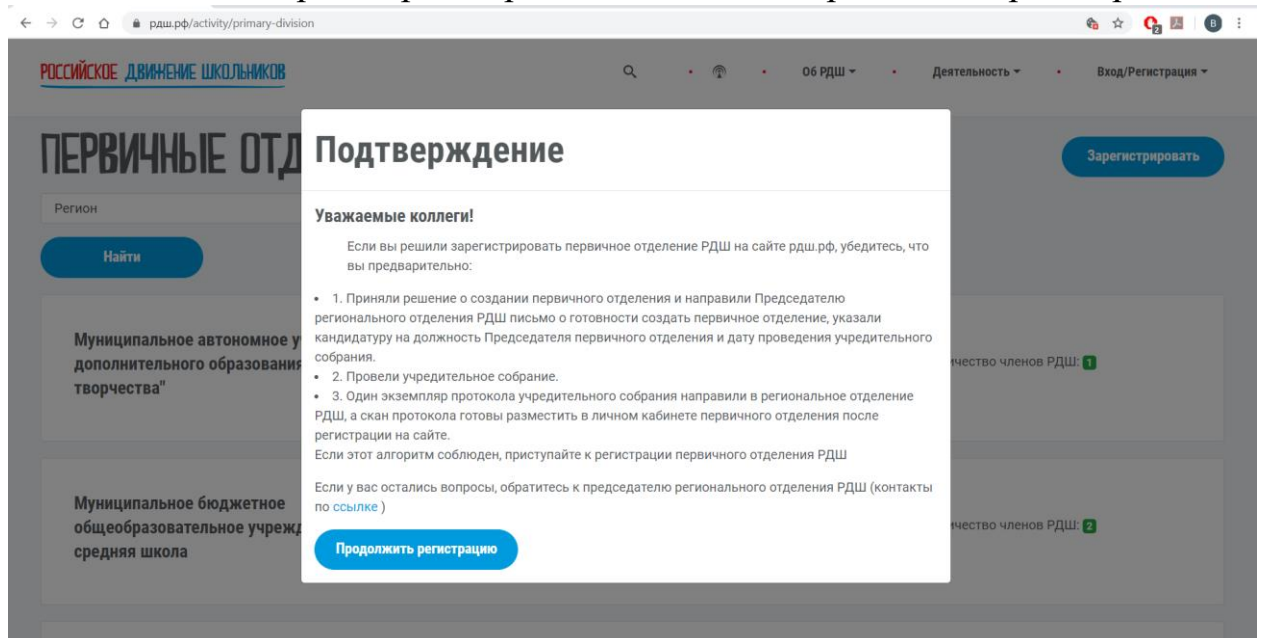 рдш.рф/activity/primary-division
2
B
РОССИЙСКОЕ ДВИЖЕНИЕ ШКОЛЬНИКОВ
Об РДШ
Деятельность
Вход/Регистрация
ПЕРВИЧНЫЕ ОТД
Зарегистрировать
Регион
Найти
Подтверждение
Уважаемые коллеги!
Если вы решили зарегистрировать первичное отделение РДШ на сайте рдш.рф, убедитесь, что
вы предварительно:
• 1. Приняли решение о создании первичного отделения и направили Председателю
регионального отделения РДШ письмо о готовности создать первичное отделение, указали
кандидатуру на должность Председателя первичного отделения и дату проведения учредительного
собрания.
• 2. Провели учредительное собрание.
• 3. Один экземпляр протокола учредительного собрания направили в региональное отделение
РДШ, а скан протокола готовы разместить в личном кабинете первичного отделения после
регистрации на сайте.
Если этот алгоритм соблюден, приступайте к регистрации первичного отделения РДШ
Если у вас остались вопросы, обратитесь к председателю регионального отделения РДШ (контакты
по ссылке )
Продолжить регистрацию
Муниципальное автономное у
дополнительного образования
творчества"
ичество членов РДШ: 1
Муниципальное бюджетное
общеобразовательное учрежд
средняя школа
ичество членов РДШ: 2